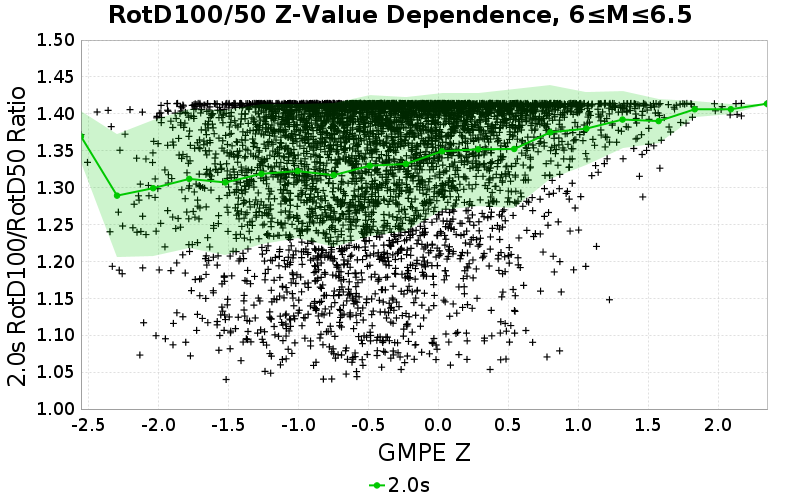 RotD100/50 Z-Value Dependence, 6≤M≤6.5
2.0s RotD100/RotD50 Ratio
1.50
1.45
1.40
1.35
1.30
1.25
1.20
1.15
1.10
1.05
1.00
-2.5 -2.0 -1.5 -1.0 -0.5 0.0 0.5 1.0 1.5 2.0
GMPE Z
2.0s